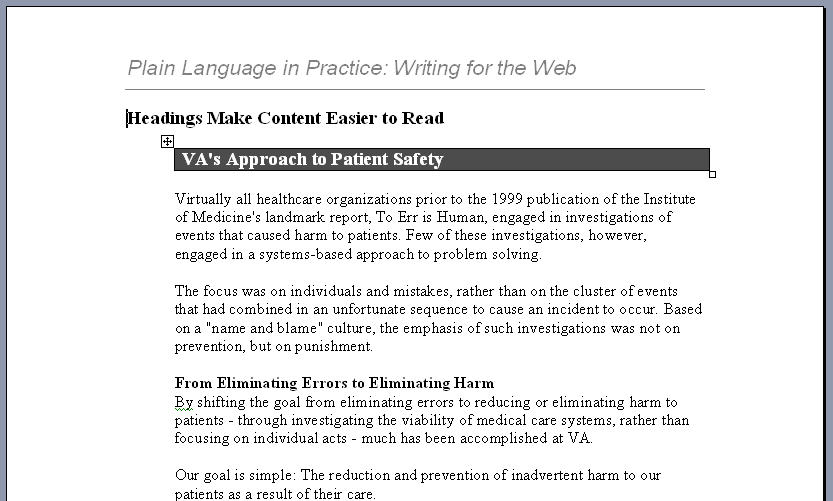 Plain Language in Practice: Writing for the Web
Headings Make Content Easier to Read
VA's Approach to Patient Safety
Virtually all healthcare organizations prior to the 1999 publication of the Institute
of Medicine's landmark report, To Err is Human, engaged in investigations of
events that caused harm to patients. Few of these investigations, however,
engaged in a systems-based approach to problem solving.
The focus was on individuals and mistakes, rather than on the cluster of events
that had combined in an unfortunate sequence to cause an incident to occur. Based
on a "name and blame" culture, the emphasis of such investigations was not on
prevention, but on punishment.
From Eliminating Errors to Eliminating Harm
By shifting the goal from eliminating errors to reducing or eliminating harm to
patients - through investigating the viability of medical care systems, rather than
focusing on individual acts - much has been accomplished at VA.
Our goal is simple: The reduction and prevention of inadvertent harm to our
patients as a result of their care.